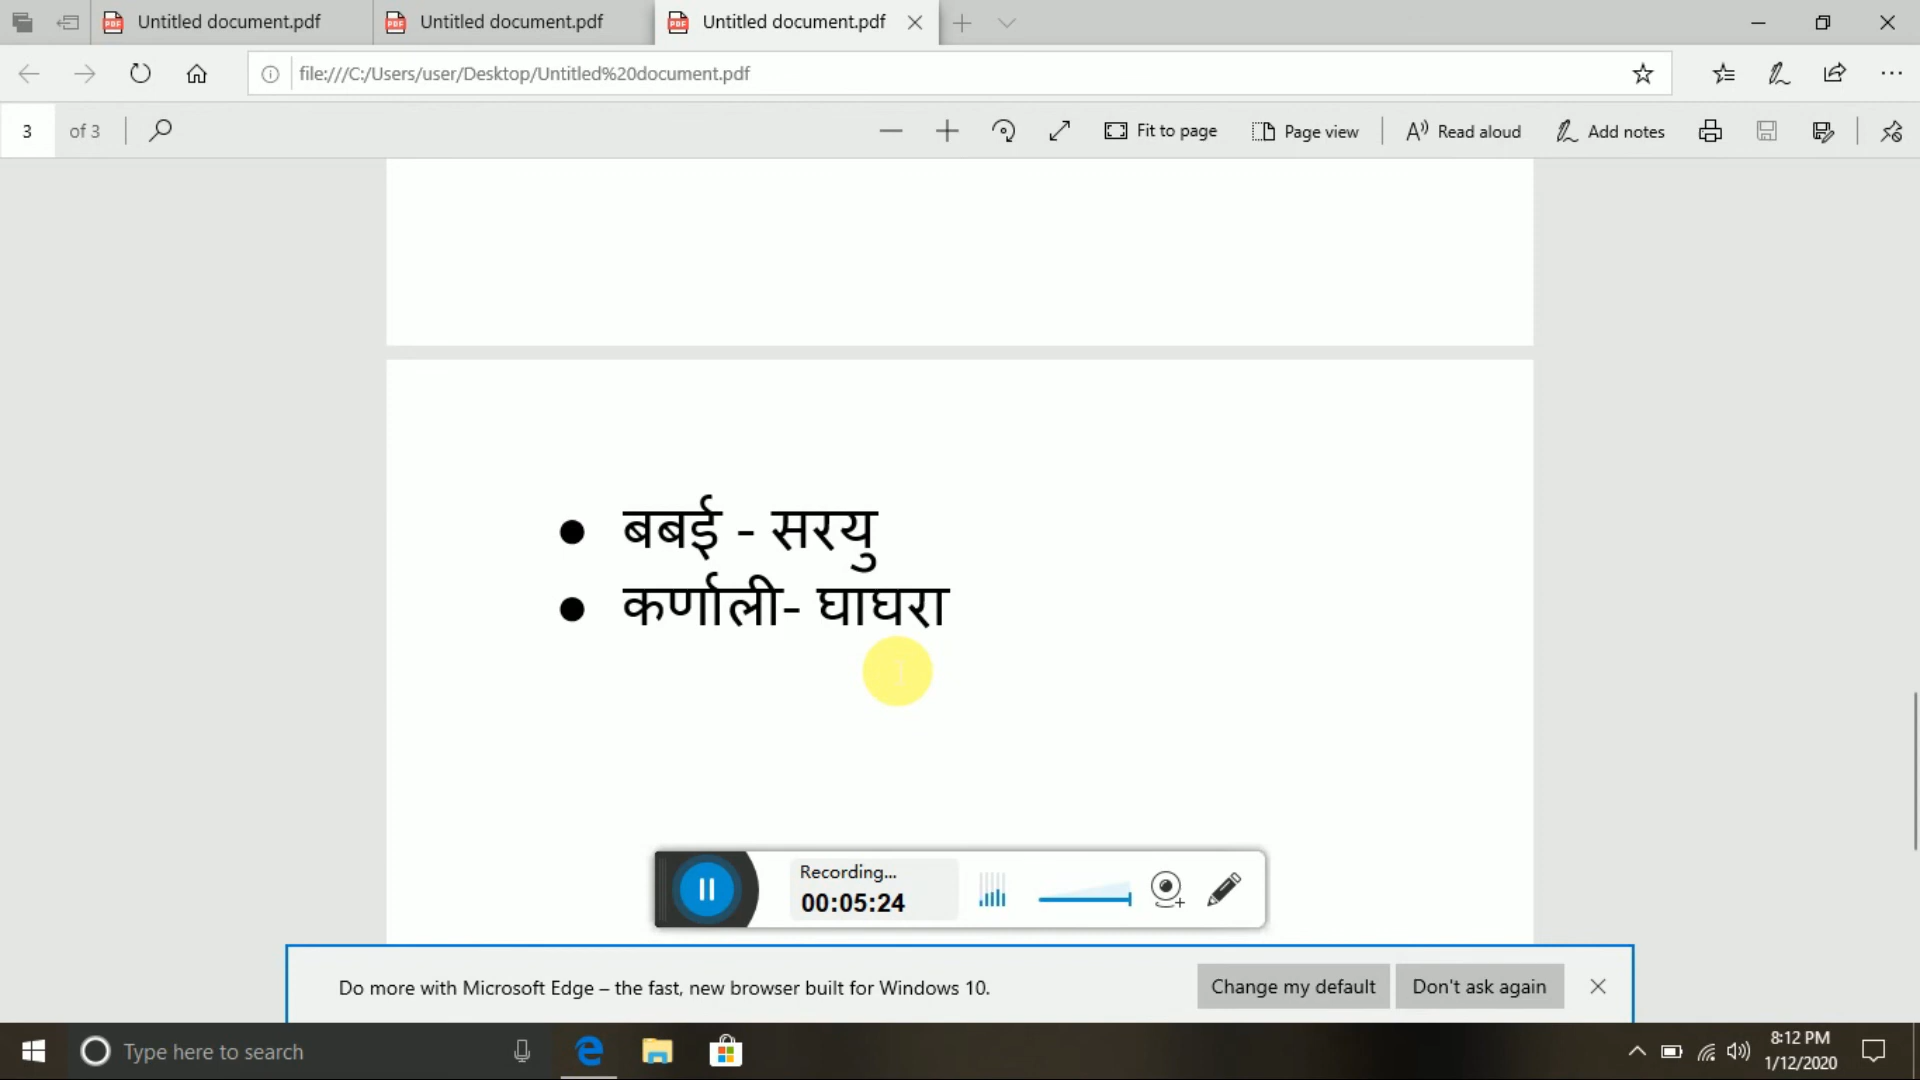 Untitled document.pdf
Untitled document.pdf
Untitled document.pdf
file:///C:/Users/user/Desktop/Untitled%20document.pdf
3 of 3
Fit to page
Page view
Read aloud
Add notes
● बबई - सरयु
● कर्णाली- घाघरा
Recording...
00:05:24
Do more with Microsoft Edge – the fast, new browser built for Windows 10.
Change my default
Don't ask again
Type here to search
8:12 PM
1/12/2020